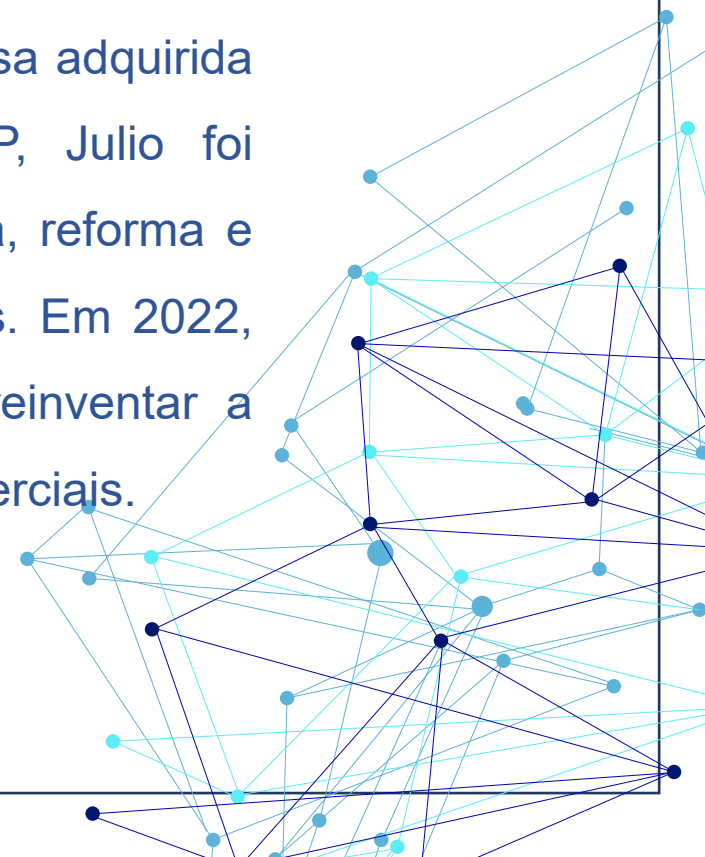 sa adquirida
P, Julio foi
a, reforma e
s. Em 2022,
reinventar a
erciais.